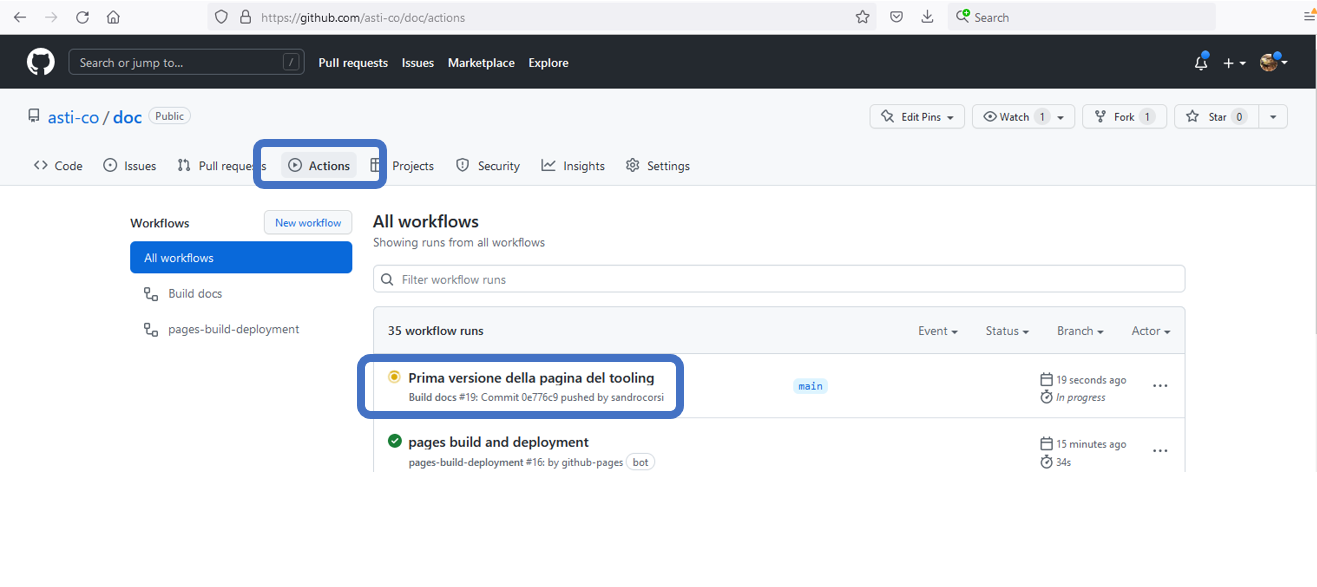 https://github.com/asti-co/doc/actions
Search
Search or jump to... /
Pull requests Issues Marketplace Explore
asti-co / doc Public
Edit Pins Watch 1 Fork 1 Star 0
Code Issues Pull requests Actions Projects Security Insights Settings
Workflows New workflow
All workflows
Build docs
pages-build-deployment
All workflows
Showing runs from all workflows
Filter workflow runs
35 workflow runs Event Status Branch Actor
Prima versione della pagina del tooling
Build docs #19: Commit 0e776c9 pushed by sandrocorsi
main
19 seconds ago
In progress
pages build and deployment
pages-build-deployment #16: by github-pages bot
15 minutes ago
34s